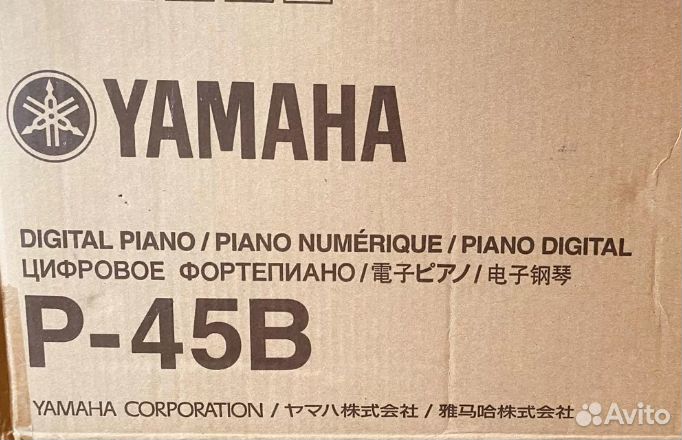 YAMAHA
DIGITAL PIANO / PIANO NUMÉRIQUE / PIANO DIGITAL
ЦИФРОВОЕ ФОРТЕПИАНО / 電子ピアノ / 电子钢琴
P-45B
YAMAHA CORPORATION / ヤマハ株式会社 / 雅马哈株式会社
Avito